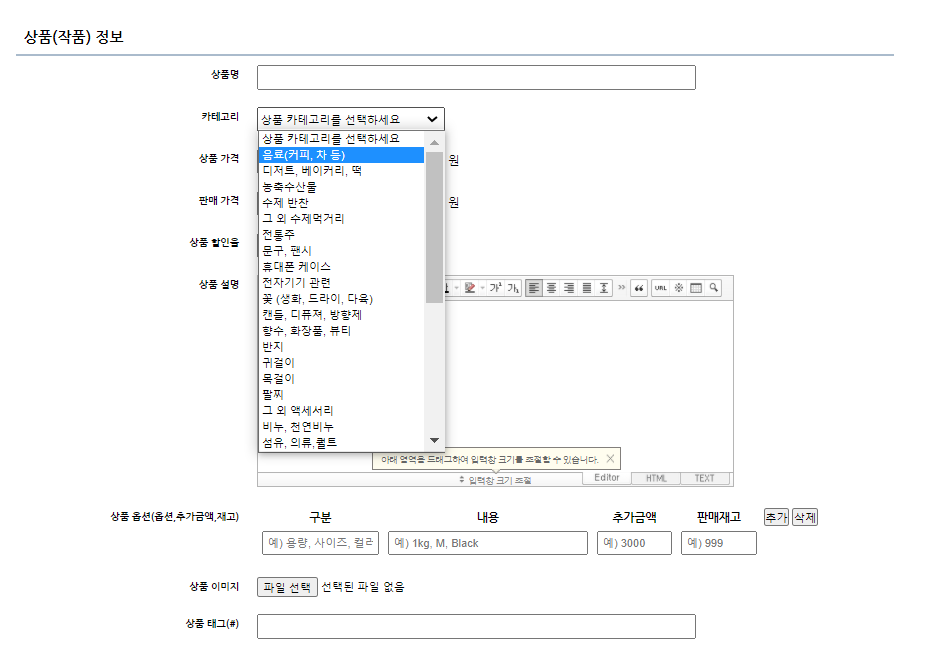 상품(작품) 정보
상품명
카테고리
상품 카테고리를 선택하세요
상품 카테고리를 선택하세요
음료(커피, 차 등)
디저트, 베이커리, 떡
농축수산물
수제 반찬
그 외 수제먹거리
전통주
문구, 팬시
휴대폰 케이스
전자기기 관련
꽃 (생화, 드라이, 다육)
캔들, 디퓨져, 방향제
향수, 화장품, 뷰티
반지
귀걸이
목걸이
팔찌
그 외 액세서리
비누, 천연비누
섬유, 의류,퀼트
상품 가격
원
판매 가격
원
상품 할인율
상품 설명
가² 가₁ URL
아래 영역을 드래그하여 입력창 크기를 조절할 수 있습니다.
입력창 크기 조절
Editor HTML TEXT
상품 옵션(옵션,추가금액,재고) 구분 내용 추가금액 판매재고 추가 삭제
예) 용량, 사이즈, 컬러 예) 1kg, M, Black 예) 3000 예) 999
상품 이미지 파일 선택 선택된 파일 없음
상품 태그(#)